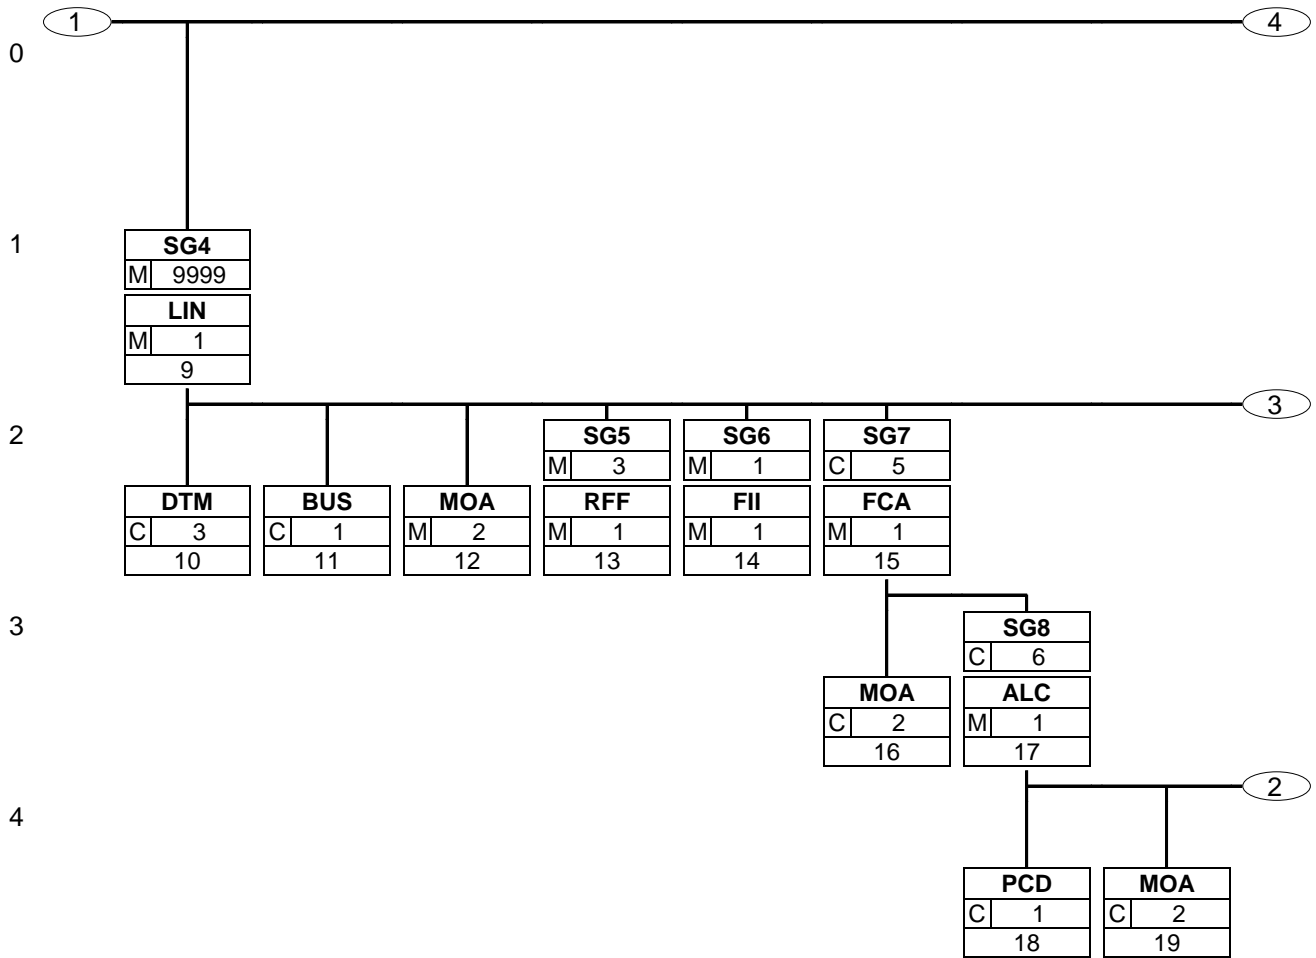 1 4
0
1
SG4
M 9999
LIN
M 1
9
3
2
SG5 SG6 SG7
M 3 M 1 C 5
DTM BUS MOA RFF FII FCA
C 3 C 1 M 2 M 1 M 1 M 1
10 11 12 13 14 15
3
SG8
C 6
MOA ALC
C 2 M 1
16 17
2
4
PCD MOA
C 1 C 2
18 19